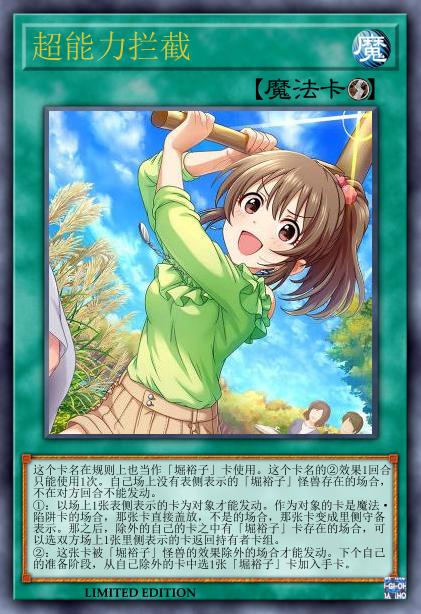 超能力拦截
魔
【魔法卡】
这个卡名在规则上也当作「堀裕子」卡使用。这个卡名的②效果1回合
只能使用1次。自己场上没有表侧表示的「堀裕子」怪兽存在的场合，
不在对方回合不能发动。
①：以场上1张表侧表示的卡为对象才能发动。作为对象的卡是魔法·
陷阱卡的场合，那张卡直接盖放，不是的场合，那张卡变成里侧守备
表示。那之后，除外的自己的卡之中有「堀裕子」卡存在的场合，可
以选双方场上1张里侧表示的卡返回持有者卡组。
②：这张卡被「堀裕子」怪兽的效果除外的场合才能发动。下个自己
的准备阶段，从自己除外的卡中选1张「堀裕子」卡加入手卡。
LIMITED EDITION